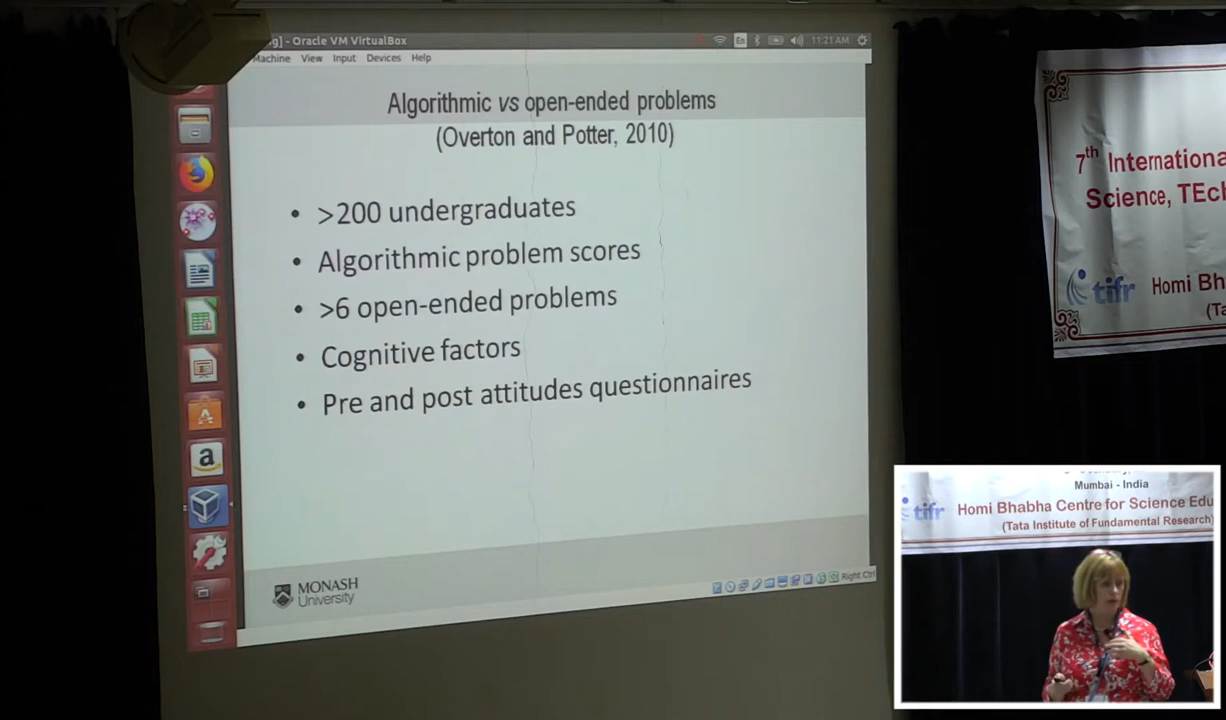 - Oracle VM VirtualBox
En
11:21 AM
Machine View Input Devices Help
Algorithmic vs open-ended problems
(Overton and Potter, 2010)
• >200 undergraduates
• Algorithmic problem scores
• >6 open-ended problems
• Cognitive factors
• Pre and post attitudes questionnaires
a
MONASH
University
Right Ctrl
7th International
Science, TEch
tifr Homi Bh
(Ta
Mumbai - India
tifr Homi Bhabha Centre for Science Edu
(Tata Institute of Fundamental Research)